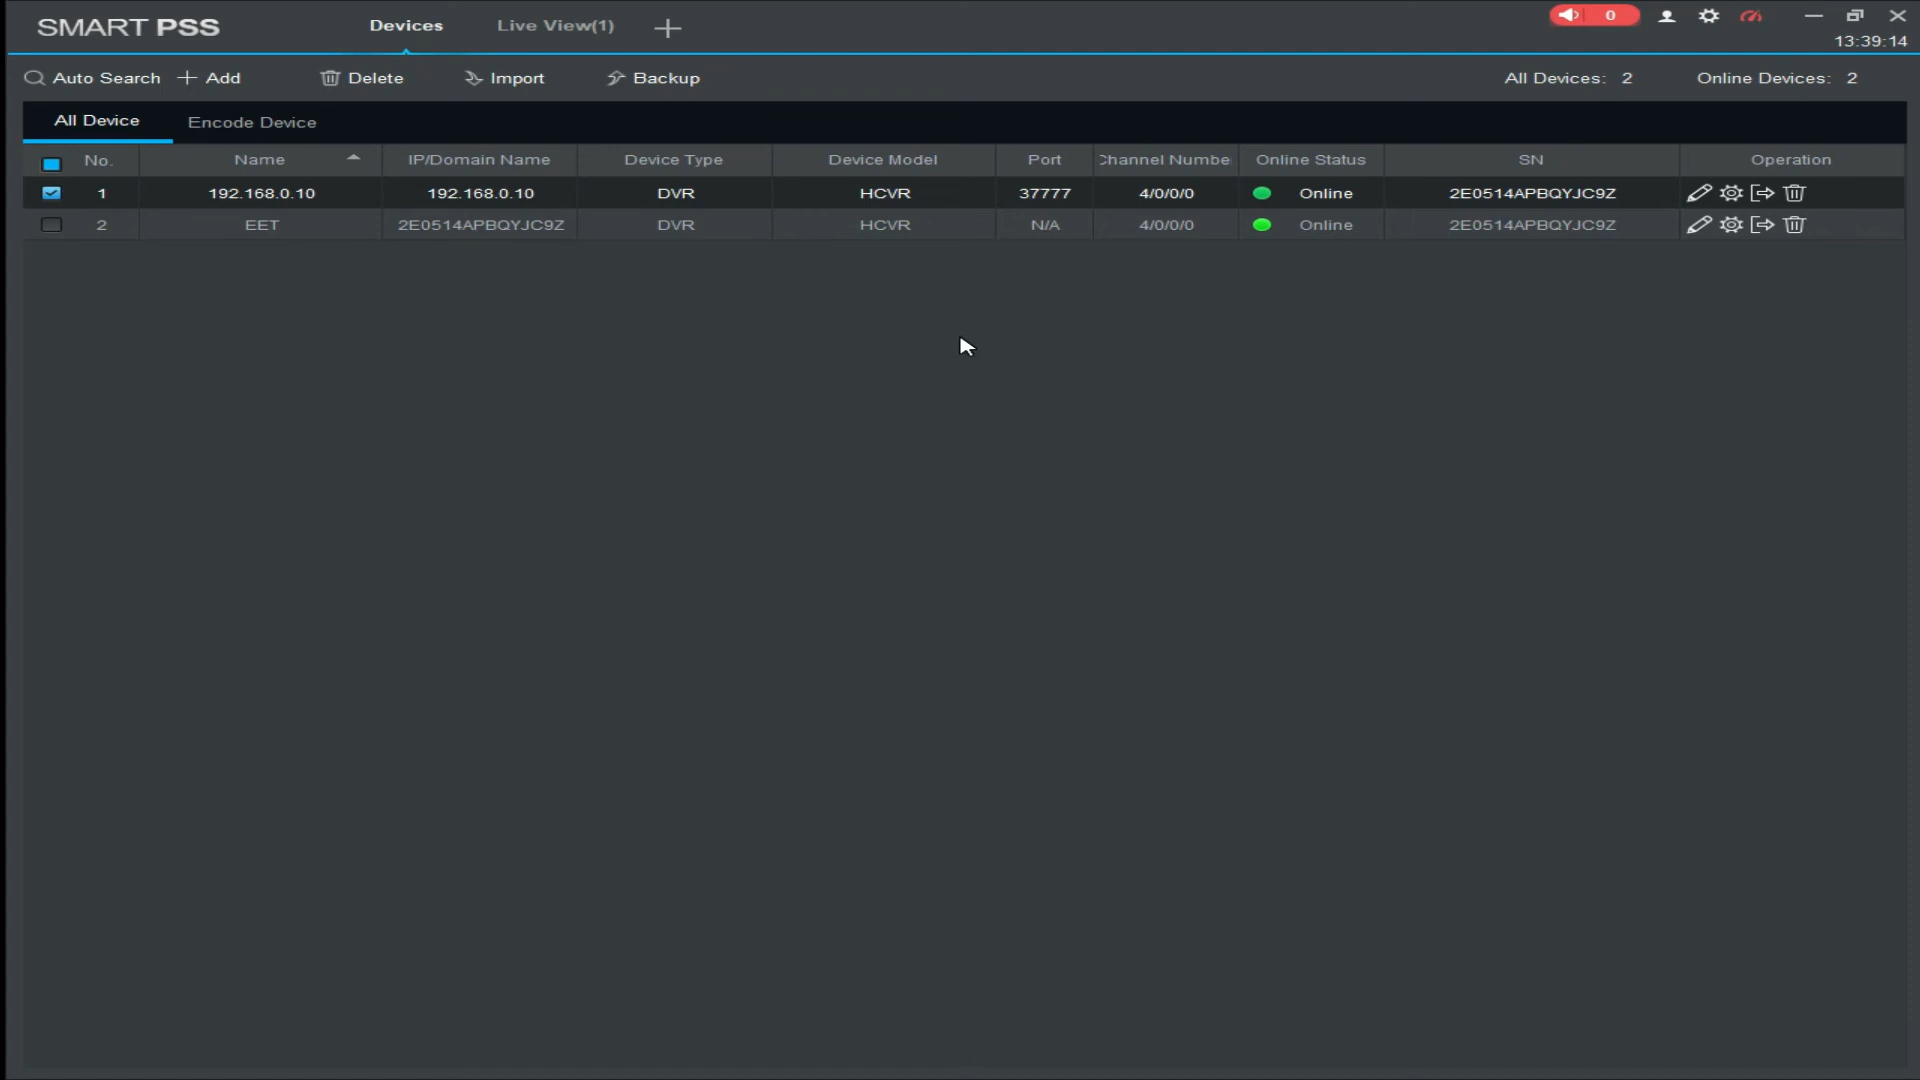 SMART PSS
Devices
Live View(1)
0
13:39:14
Auto Search
Add
Delete
Import
Backup
All Devices: 2
Online Devices: 2
All Device
Encode Device
No.
Name
IP/Domain Name
Device Type
Device Model
Port
Channel Numbe
Online Status
SN
Operation
1 192.168.0.10 192.168.0.10 DVR HCVR 37777 4/0/0/0 Online 2E0514APBQYJC9Z
2 EET 2E0514APBQYJC9Z DVR HCVR N/A 4/0/0/0 Online 2E0514APBQYJC9Z